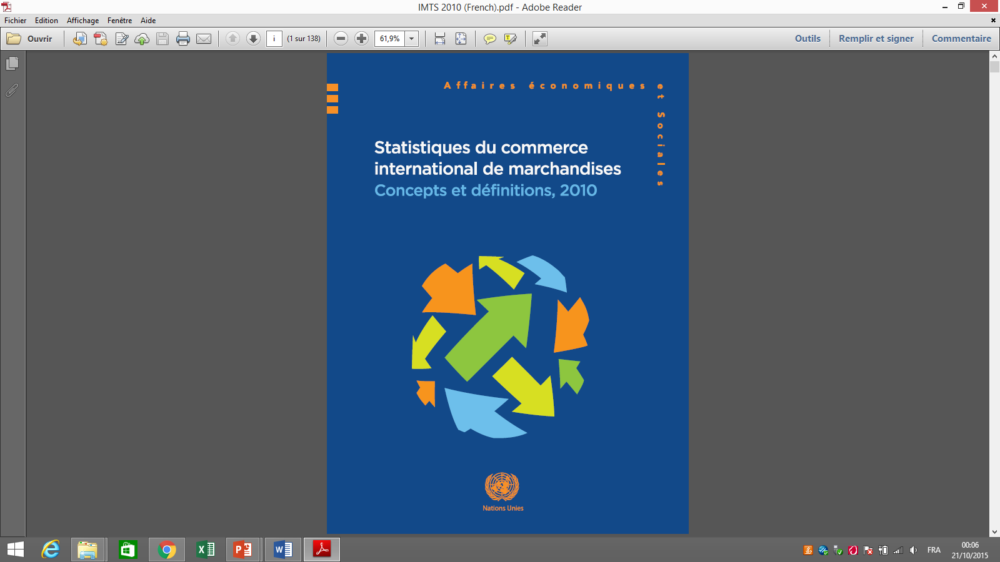 IMTS 2010 (French).pdf - Adobe Reader
Fichier Edition Affichage Fenêtre Aide
Ouvrir
i
(1 sur 138)
61,9%
Outils
Remplir et signer
Commentaire
Affaires économiques et Sociales
Statistiques du commerce
international de marchandises
Concepts et définitions, 2010
Nations Unies
FRA
00:06
21/10/2015